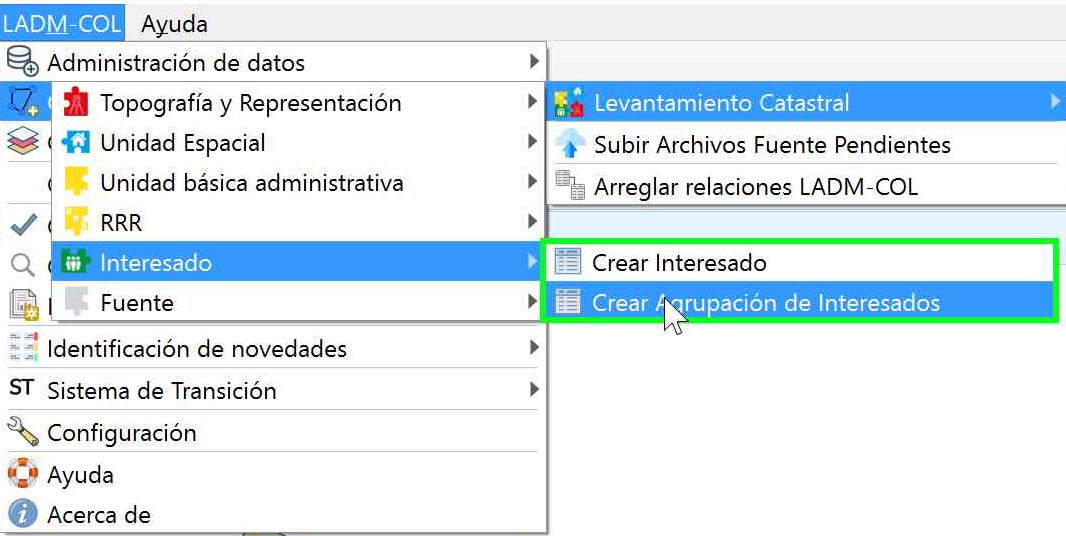 LADM-COL Ayuda
Administración de datos
Topografía y Representación
Levantamiento Catastral
Unidad Espacial
Subir Archivos Fuente Pendientes
Unidad básica administrativa
Arreglar relaciones LADM-COL
RRR
Interesado
Crear Interesado
Fuente
Crear Agrupación de Interesados
Identificación de novedades
ST Sistema de Transición
Configuración
Ayuda
Acerca de